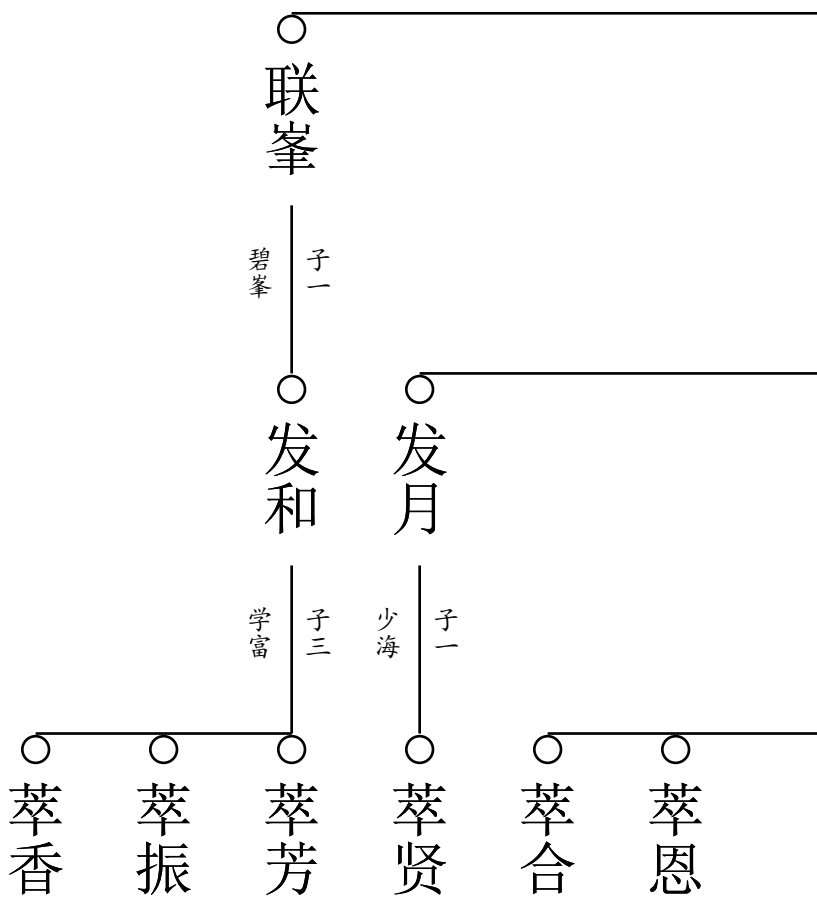 联峯
子一
碧峯
发月
发和
子一
少海
子三
学富
萃恩
萃合
萃贤
萃芳
萃振
萃香